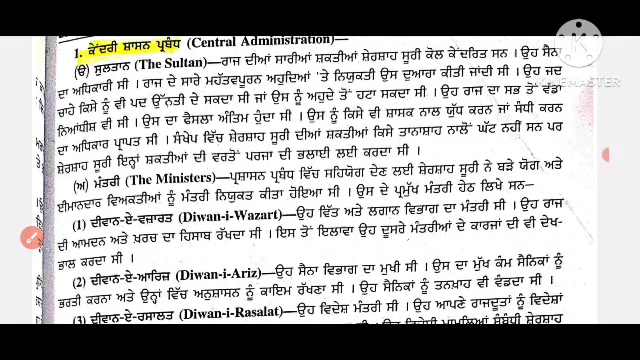 1. ਕੇਂਦਰੀ ਸ਼ਾਸਨ ਪ੍ਰਬੰਧ (Central Administration)—
(ੳ) ਸੁਲਤਾਨ (The Sultan)— ਰਾਜ ਦੀਆਂ ਸਾਰੀਆਂ ਸ਼ਕਤੀਆਂ ਸ਼ੇਰਸ਼ਾਹ ਸੂਰੀ ਕੋਲ ਕੇਂਦਰਿਤ ਸਨ। ਉਹ ਸੈਨਾ
ਦਾ ਅਧਿਕਾਰੀ ਸੀ। ਰਾਜ ਦੇ ਸਾਰੇ ਮਹੱਤਵਪੂਰਨ ਅਹੁਦਿਆਂ 'ਤੇ ਨਿਯੁਕਤੀ ਉਸ ਦੁਆਰਾ ਕੀਤੀ ਜਾਂਦੀ ਸੀ। ਉਹ ਜਦ
ਚਾਹੇ ਕਿਸੇ ਨੂੰ ਵੀ ਪਦ ਉੱਨਤੀ ਦੇ ਸਕਦਾ ਸੀ ਜਾਂ ਉਸ ਨੂੰ ਅਹੁਦੇ ਤੋਂ ਹਟਾ ਸਕਦਾ ਸੀ। ਉਹ ਰਾਜ ਦਾ ਸਭ ਤੋਂ ਵੱਡਾ
ਨਿਆਂਧੀਸ਼ ਵੀ ਸੀ। ਉਸ ਦਾ ਫੈਸਲਾ ਅੰਤਿਮ ਹੁੰਦਾ ਸੀ। ਉਸ ਨੂੰ ਕਿਸੇ ਵੀ ਸ਼ਾਸਕ ਨਾਲ ਯੁੱਧ ਕਰਨ ਜਾਂ ਸੰਧੀ ਕਰਨ
ਦਾ ਅਧਿਕਾਰ ਪ੍ਰਾਪਤ ਸੀ। ਸੰਖੇਪ ਵਿੱਚ ਸ਼ੇਰਸ਼ਾਹ ਸੂਰੀ ਦੀਆਂ ਸ਼ਕਤੀਆਂ ਕਿਸੇ ਤਾਨਾਸ਼ਾਹ ਨਾਲੋਂ ਘੱਟ ਨਹੀਂ ਸਨ ਪਰ
ਸ਼ੇਰਸ਼ਾਹ ਸੂਰੀ ਇਨ੍ਹਾਂ ਸ਼ਕਤੀਆਂ ਦੀ ਵਰਤੋਂ ਪਰਜਾ ਦੀ ਭਲਾਈ ਲਈ ਕਰਦਾ ਸੀ।
(ਅ) ਮੰਤਰੀ (The Ministers)— ਪ੍ਰਸ਼ਾਸਨ ਪ੍ਰਬੰਧ ਵਿੱਚ ਸਹਿਯੋਗ ਦੇਣ ਲਈ ਸ਼ੇਰਸ਼ਾਹ ਸੂਰੀ ਨੇ ਬੜੇ ਯੋਗ ਅਤੇ
ਈਮਾਨਦਾਰ ਵਿਅਕਤੀਆਂ ਨੂੰ ਮੰਤਰੀ ਨਿਯੁਕਤ ਕੀਤਾ ਹੋਇਆ ਸੀ। ਉਸ ਦੇ ਪ੍ਰਮੁੱਖ ਮੰਤਰੀ ਹੇਠ ਲਿਖੇ ਸਨ—
(1) ਦੀਵਾਨ-ਏ-ਵਜ਼ਾਰਤ (Diwan-i-Wazart)— ਉਹ ਵਿੱਤ ਅਤੇ ਲਗਾਨ ਵਿਭਾਗ ਦਾ ਮੰਤਰੀ ਸੀ। ਉਹ ਰਾਜ
ਦੀ ਆਮਦਨ ਅਤੇ ਖ਼ਰਚ ਦਾ ਹਿਸਾਬ ਰੱਖਦਾ ਸੀ। ਇਸ ਤੋਂ ਇਲਾਵਾ ਉਹ ਦੂਸਰੇ ਮੰਤਰੀਆਂ ਦੇ ਕਾਰਜਾਂ ਦੀ ਵੀ ਦੇਖ-
ਭਾਲ ਕਰਦਾ ਸੀ।
(2) ਦੀਵਾਨ-ਏ-ਆਰਿਜ਼ (Diwan-i-Ariz)— ਉਹ ਸੈਨਾ ਵਿਭਾਗ ਦਾ ਮੁਖੀ ਸੀ। ਉਸ ਦਾ ਮੁੱਖ ਕੰਮ ਸੈਨਿਕਾਂ ਨੂੰ
ਭਰਤੀ ਕਰਨਾ ਅਤੇ ਉਨ੍ਹਾਂ ਵਿੱਚ ਅਨੁਸ਼ਾਸਨ ਨੂੰ ਕਾਇਮ ਰੱਖਣਾ ਸੀ। ਉਹ ਸੈਨਿਕਾਂ ਨੂੰ ਤਨਖ਼ਾਹ ਵੀ ਵੰਡਦਾ ਸੀ।
(3) ਦੀਵਾਨ-ਏ-ਰਸਾਲਤ (Diwan-i-Rasalat)— ਉਹ ਵਿਦੇਸ਼ ਮੰਤਰੀ ਸੀ। ਉਹ ਆਪਣੇ ਰਾਜਦੂਤਾਂ ਨੂੰ ਵਿਦੇਸ਼ਾਂ
ਮਾਮਲਿਆਂ ਸੰਬੰਧੀ ਸ਼ੇਰਸ਼ਾਹ
KINEMASTER